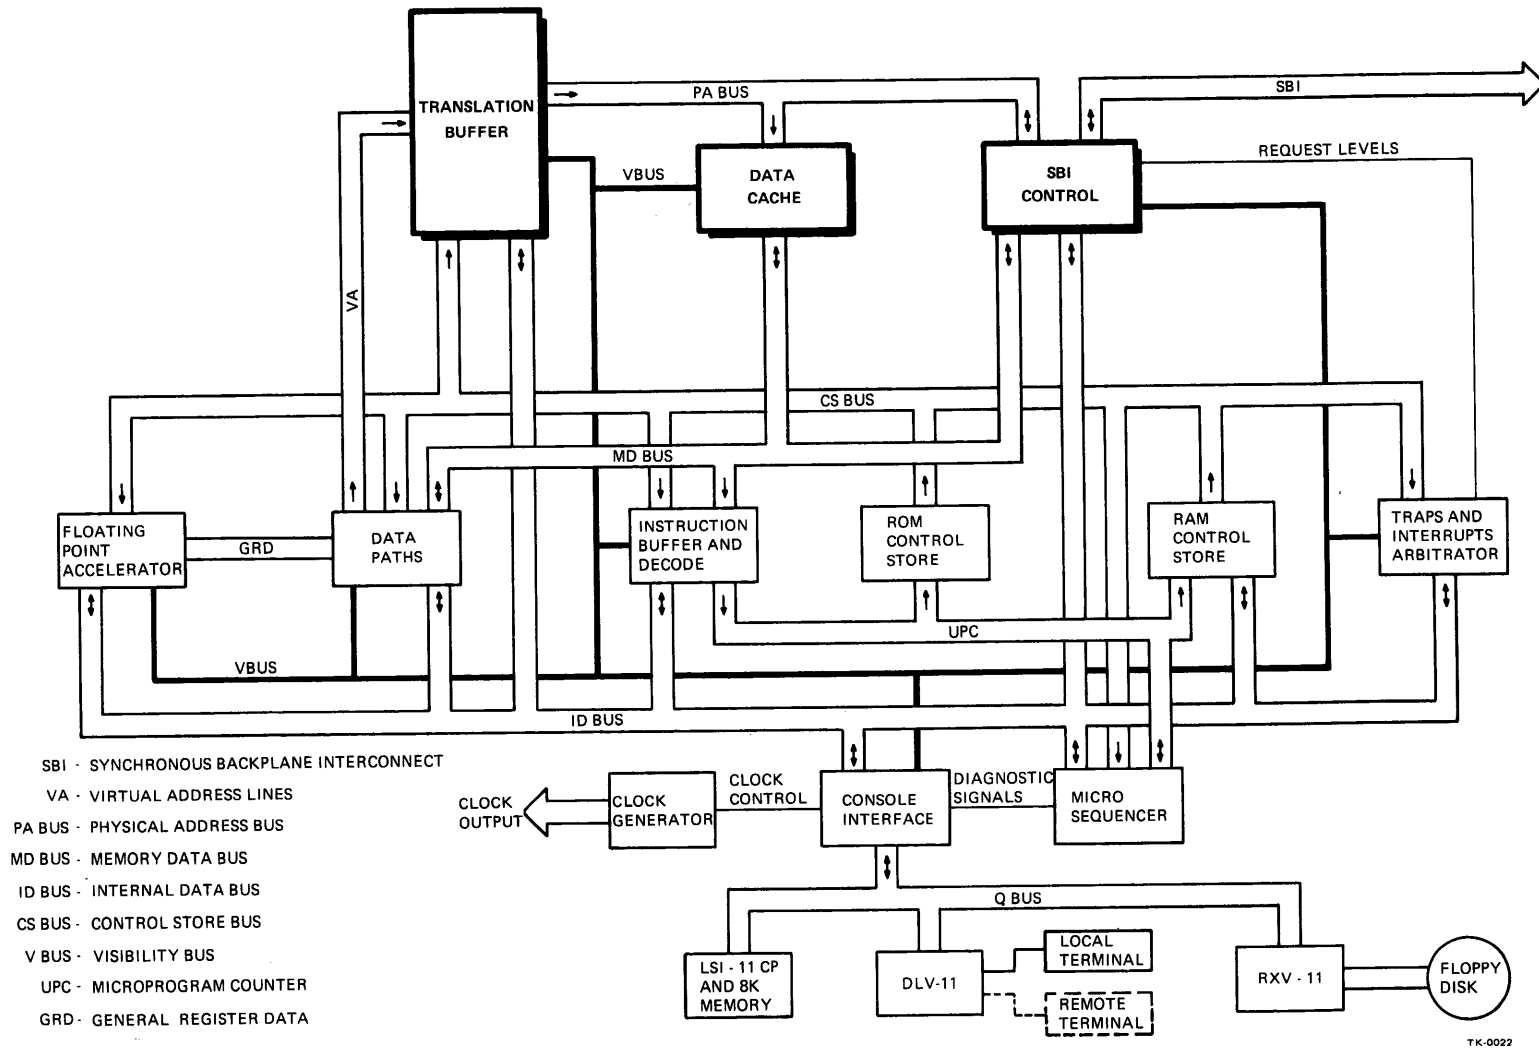 TRANSLATION
BUFFER
PA BUS
SBI
VBUS
DATA
CACHE
SBI
CONTROL
REQUEST LEVELS
VA
CS BUS
MD BUS
FLOATING
POINT
ACCELERATOR
GRD
DATA
PATHS
INSTRUCTION
BUFFER AND
DECODE
ROM
CONTROL
STORE
RAM
CONTROL
STORE
TRAPS AND
INTERRUPTS
ARBITRATOR
UPC
VBUS
ID BUS
SBI - SYNCHRONOUS BACKPLANE INTERCONNECT
VA - VIRTUAL ADDRESS LINES
PA BUS - PHYSICAL ADDRESS BUS
MD BUS - MEMORY DATA BUS
ID BUS - INTERNAL DATA BUS
CS BUS - CONTROL STORE BUS
V BUS - VISIBILITY BUS
UPC - MICROPROGRAM COUNTER
GRD - GENERAL REGISTER DATA
CLOCK
OUTPUT
CLOCK
GENERATOR
CLOCK
CONTROL
CONSOLE
INTERFACE
DIAGNOSTIC
SIGNALS
MICRO
SEQUENCER
Q BUS
LSI - 11 CP
AND 8K
MEMORY
DLV-11
LOCAL
TERMINAL
REMOTE
TERMINAL
RXV - 11
FLOPPY
DISK
TK-0022